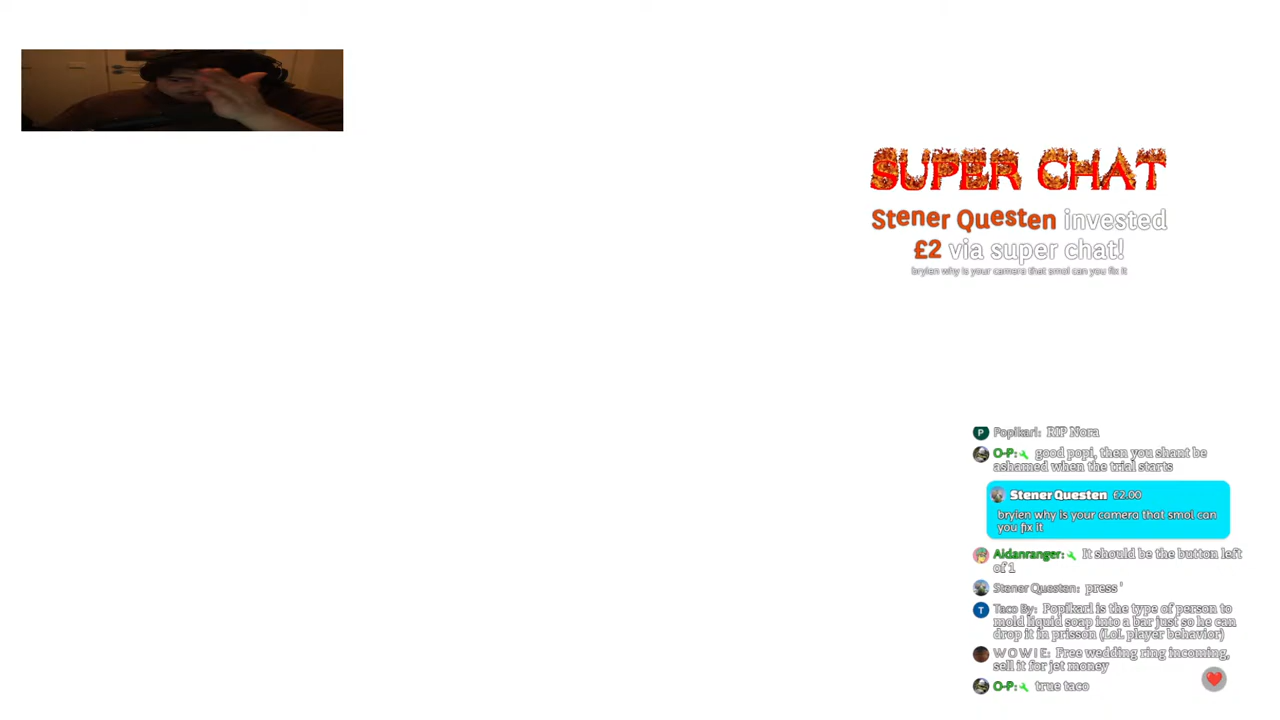 SUPER CHAT
Stener Questen invested
£2 via super chat!
brylen why is your camera that smol can you fix it
P Popikarl: RIP Nora
O-P: good popi, then you shant be
ashamed when the trial starts
Stener Questen £2.00
brylen why is your camera that smol can
you fix it
Aidanranger: It should be the button left
of 1
Stener Questen: press '
T Taco By: Popikarl is the type of person to
mold liquid soap into a bar just so he can
drop it in prisson (LoL player behavior)
W O W I E: Free wedding ring incoming,
sell it for jet money
O-P: true taco